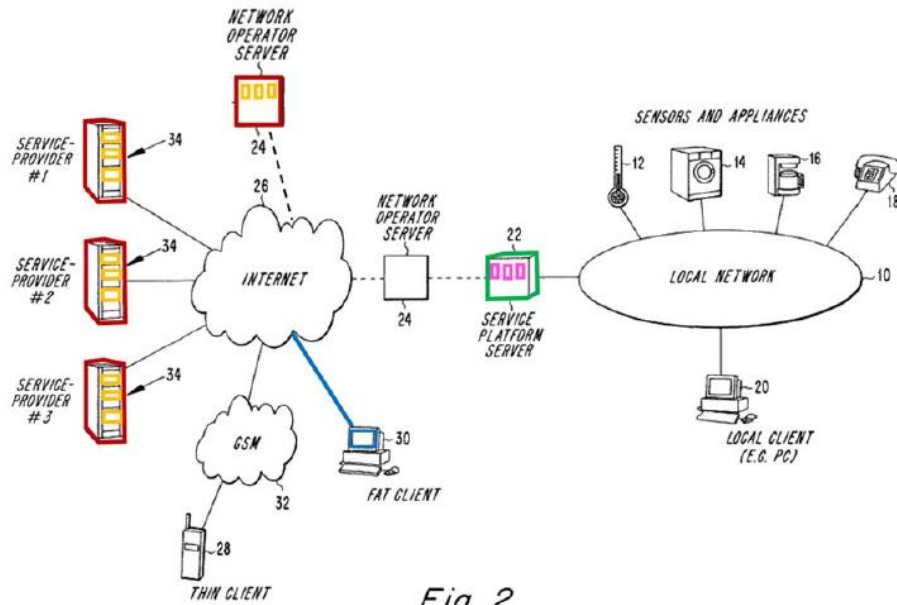 NETWORK
OPERATOR
SERVER
24
SERVICE-
PROVIDER
#1
34
SERVICE-
PROVIDER
#2
34
SERVICE-
PROVIDER
#3
34
26
INTERNET
NETWORK
OPERATOR
SERVER
24
22
SERVICE
PLATFORM
SERVER
SENSORS AND APPLIANCES
12
14
16
18
LOCAL NETWORK
10
20
LOCAL CLIENT
(E.G. PC)
GSM
32
30
FAT CLIENT
28
THIN CLIENT
Fig. 2